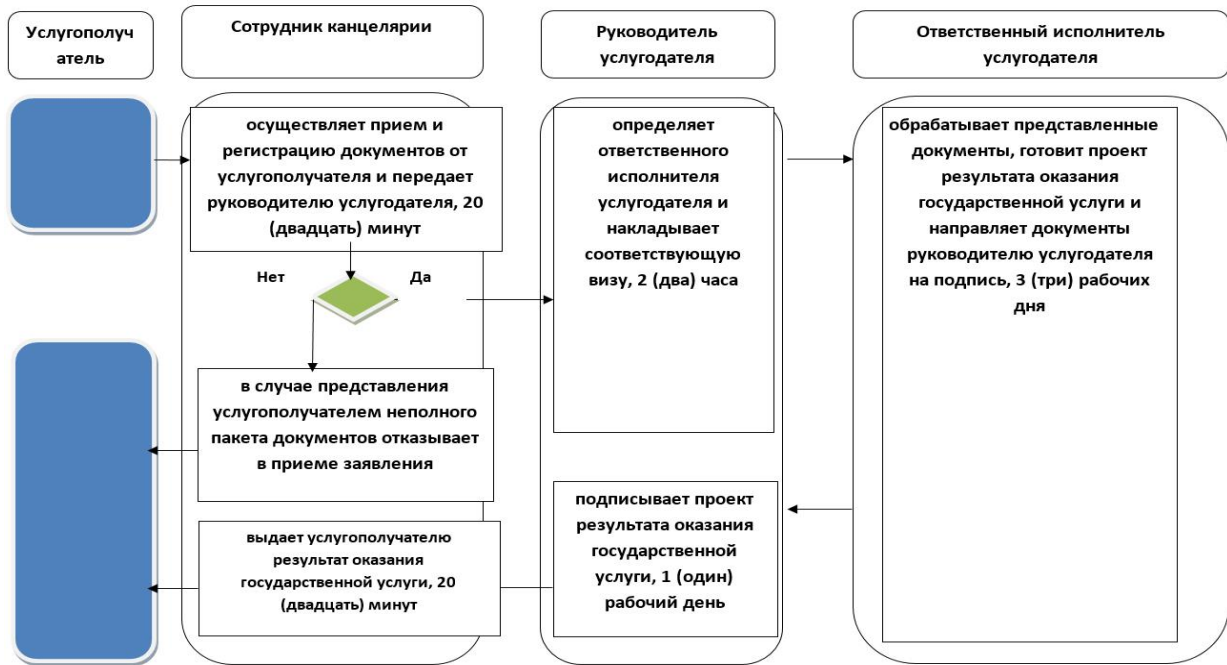 Услугополуч
атель
Сотрудник канцелярии
Руководитель
услугодателя
Ответственный исполнитель
услугодателя
осуществляет прием и
регистрацию документов от
услугополучателя и передает
руководителю услугодателя, 20
(двадцать) минут
Нет
Да
в случае представления
услугополучателем неполного
пакета документов отказывает
в приеме заявления
выдает услугополучателю
результат оказания
государственной услуги, 20
(двадцать) минут
определяет
ответственного
исполнителя
услугодателя и
накладывает
соответствующую
визу, 2 (два) часа
подписывает проект
результата оказания
государственной
услуги, 1 (один)
рабочий день
обрабатывает представленные
документы, готовит проект
результата оказания
государственной услуги и
направляет документы
руководителю услугодателя
на подпись, 3 (три) рабочих
дня